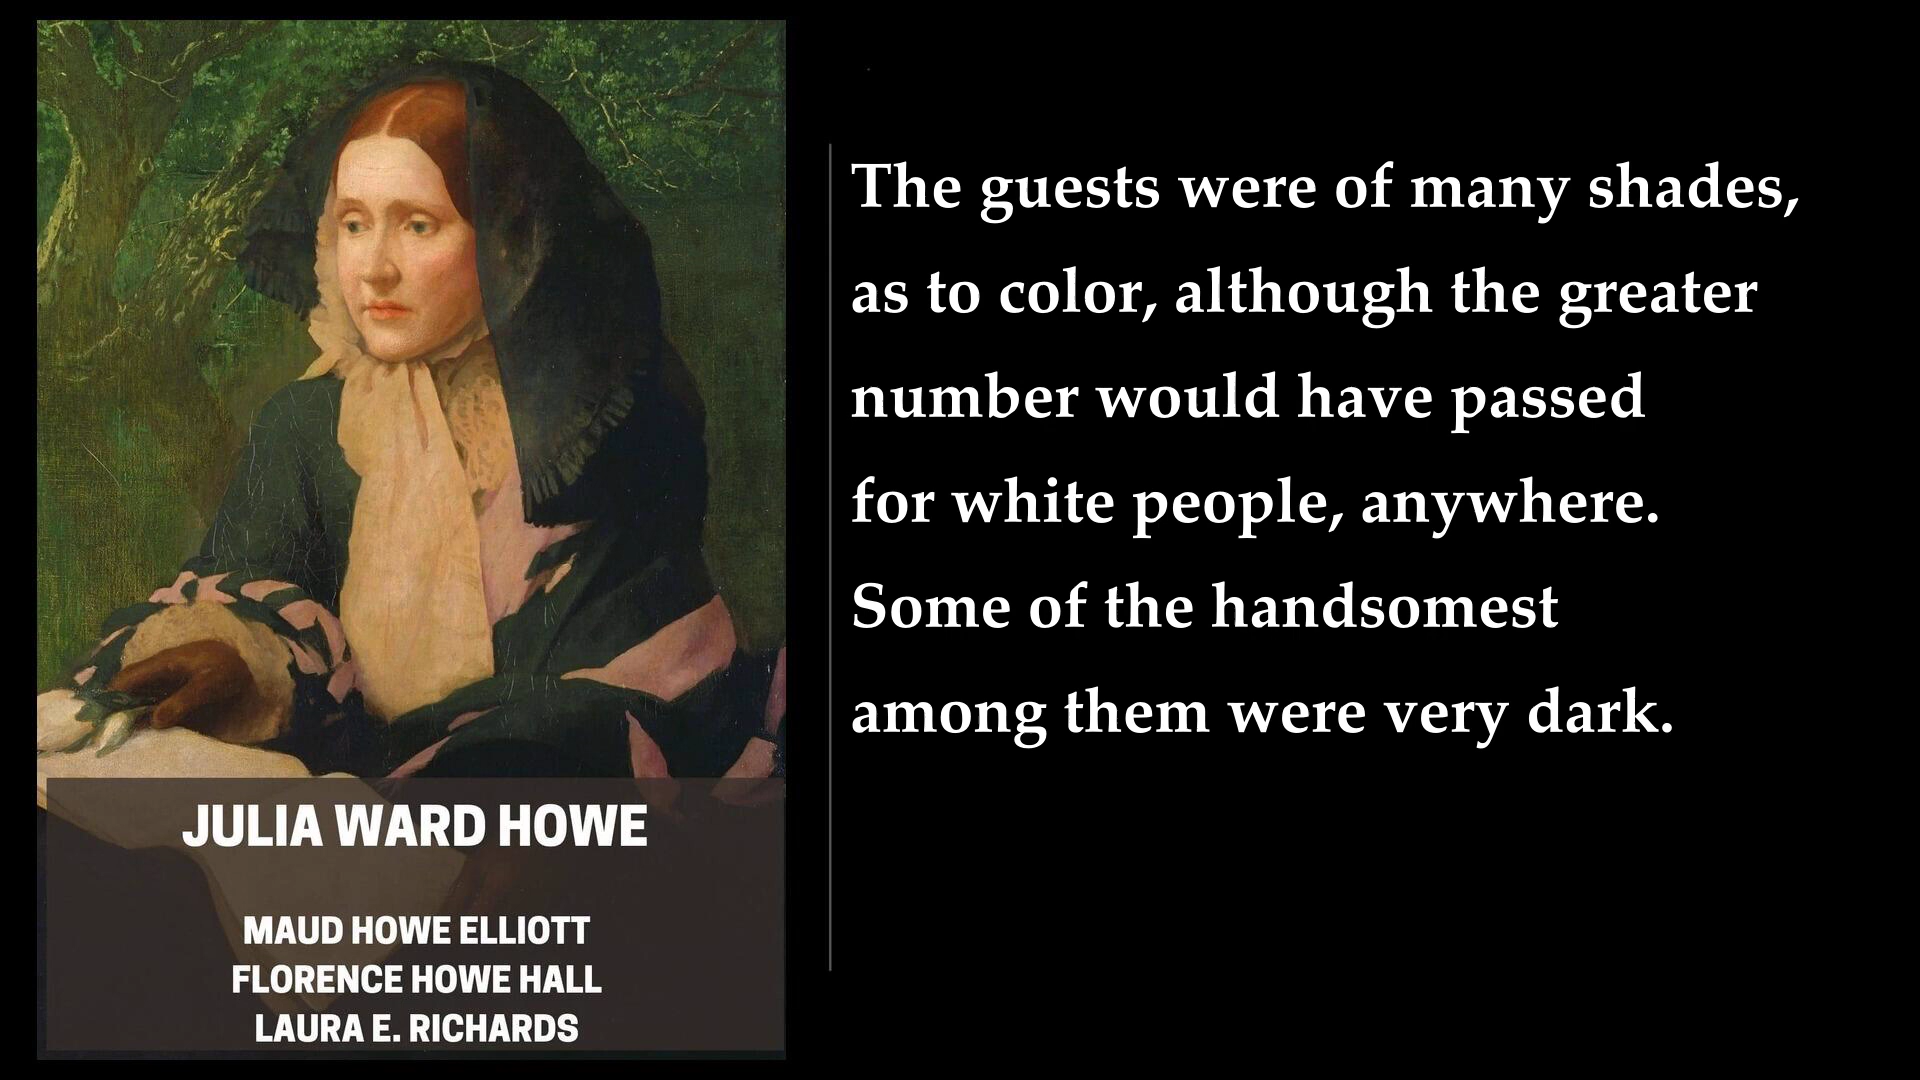 The guests were of many shades,
as to color, although the greater
number would have passed
for white people, anywhere.
Some of the handsomest
among them were very dark.
JULIA WARD HOWE
MAUD HOWE ELLIOTT
FLORENCE HOWE HALL
LAURA E. RICHARDS